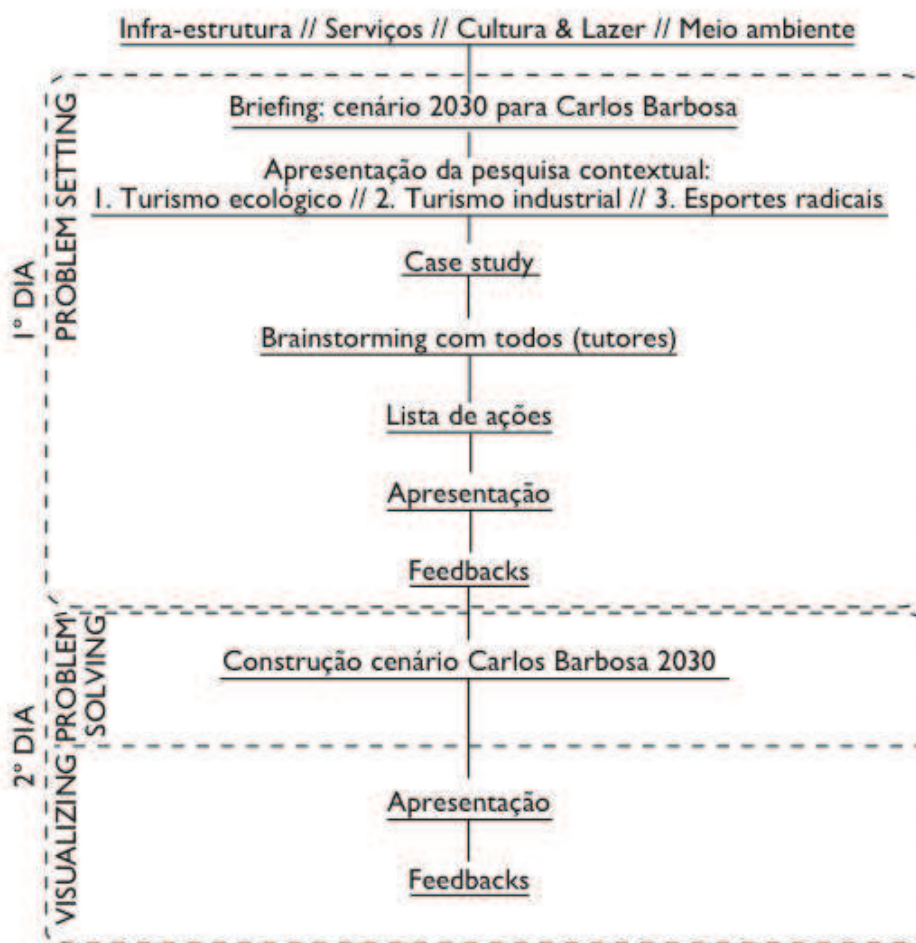 Infra-estrutura // Serviços // Cultura & Lazer // Meio ambiente
1° DIA
PROBLEM SETTING
Briefing: cenário 2030 para Carlos Barbosa
Apresentação da pesquisa contextual:
1. Turismo ecológico // 2. Turismo industrial // 3. Esportes radicais
Case study
Brainstorming com todos (tutores)
Lista de ações
Apresentação
Feedbacks
2° DIA
PROBLEM
SOLVING
Construção cenário Carlos Barbosa 2030
VISUALIZING
Apresentação
Feedbacks